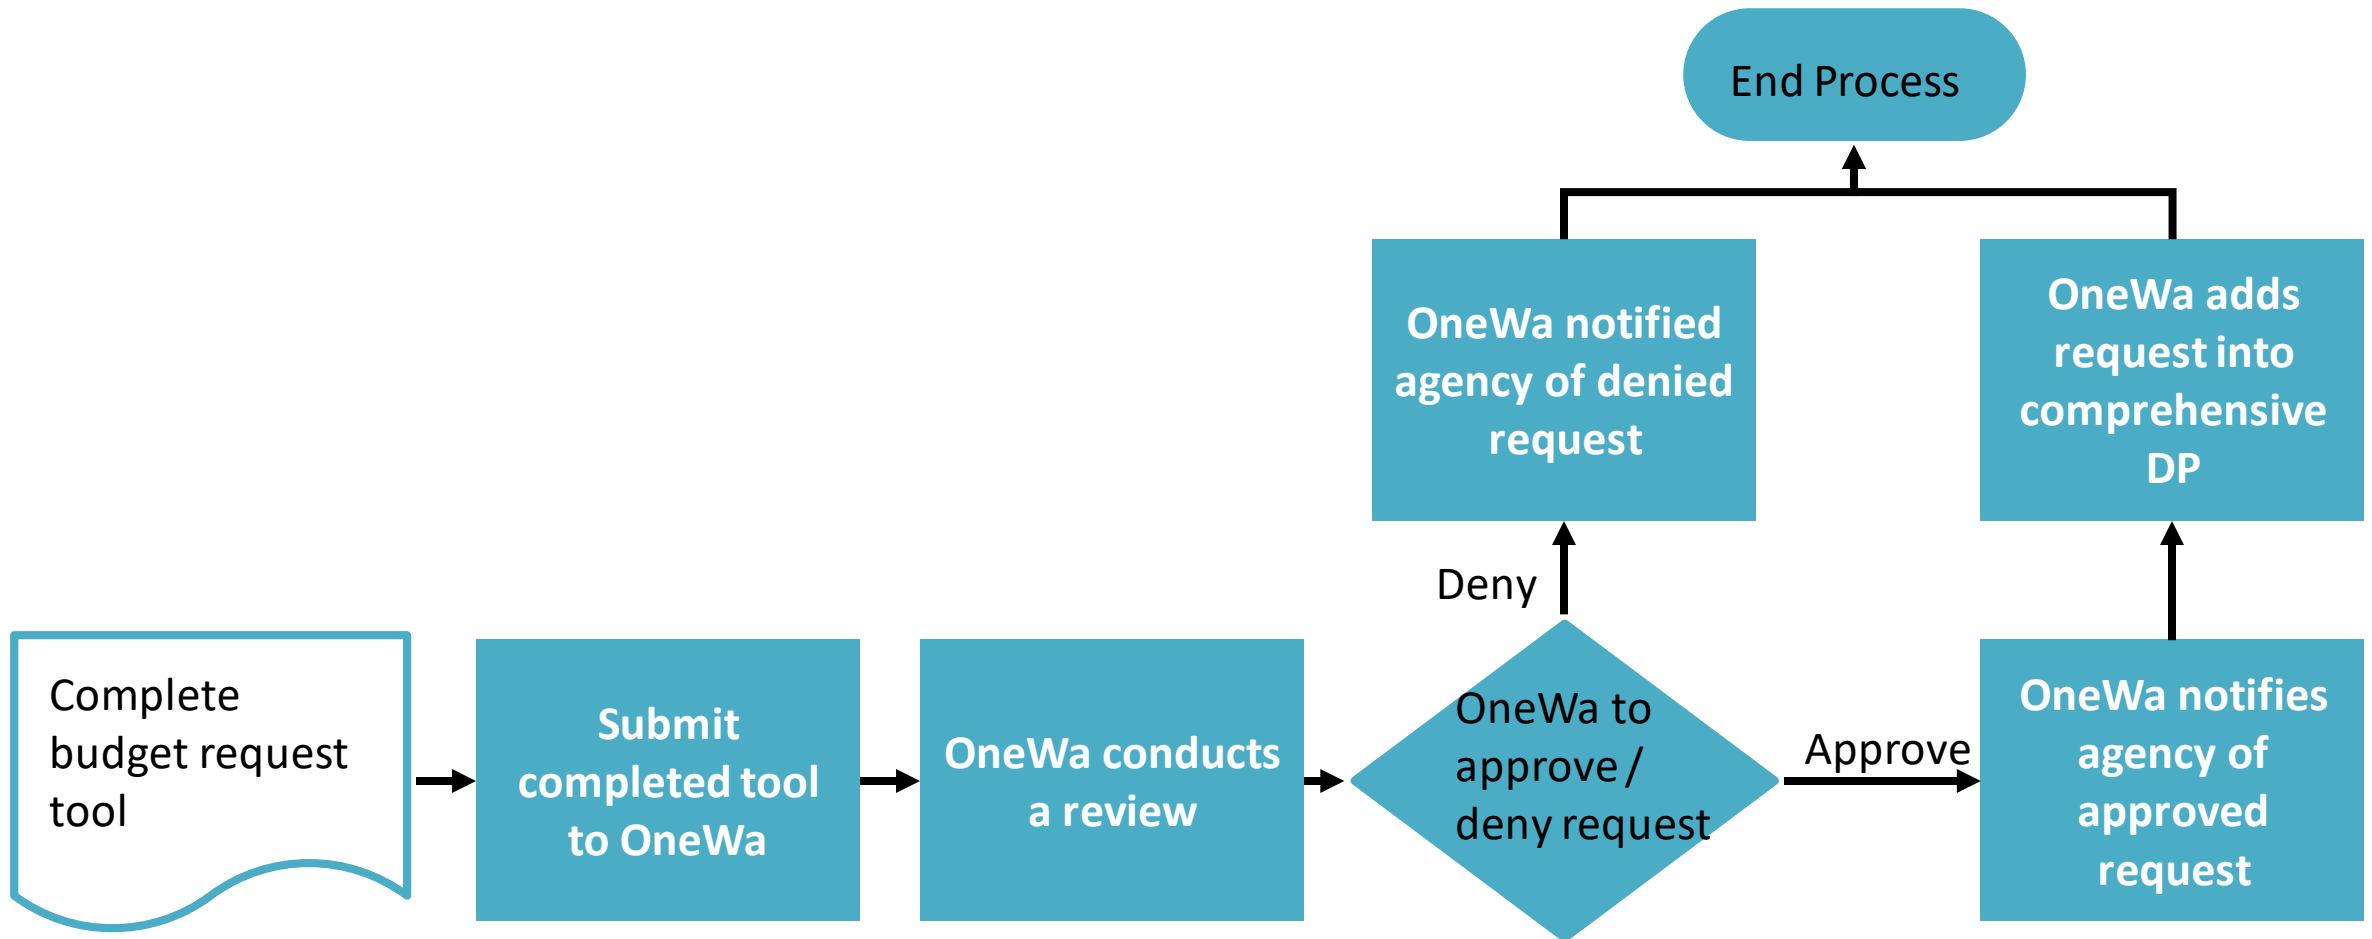 End Process
OneWa notified
agency of denied
request
OneWa adds
request into
comprehensive
DP
Deny
Complete
budget request
tool
Submit
completed tool
to OneWa
OneWa conducts
a review
OneWa to
approve /
deny request
Approve
OneWa notifies
agency of
approved
request